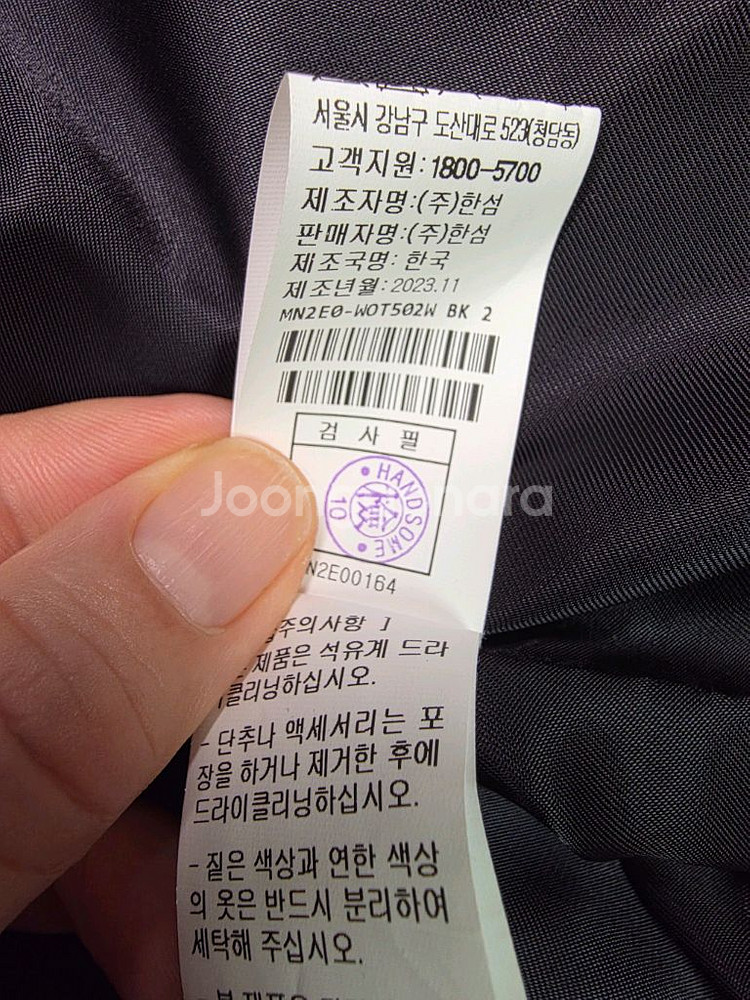 서울시 강남구 도산대로 523(청담동)
고객지원:1800-5700
제조자명:(주)한섬
판매자명:(주)한섬
제조국명: 한국
제조년월:2023.11
MN2E0-WOT502W BK 2
검 사 필
HANDSOME
10
N2E00164
주의사항 ]
제품은 석유계 드라
클리닝하십시오.
- 단추나 액세서리는 포
장을 하거나 제거한 후에
드라이클리닝하십시오.
- 짙은 색상과 연한 색상
의 옷은 반드시 분리하여
세탁해 주십시오.